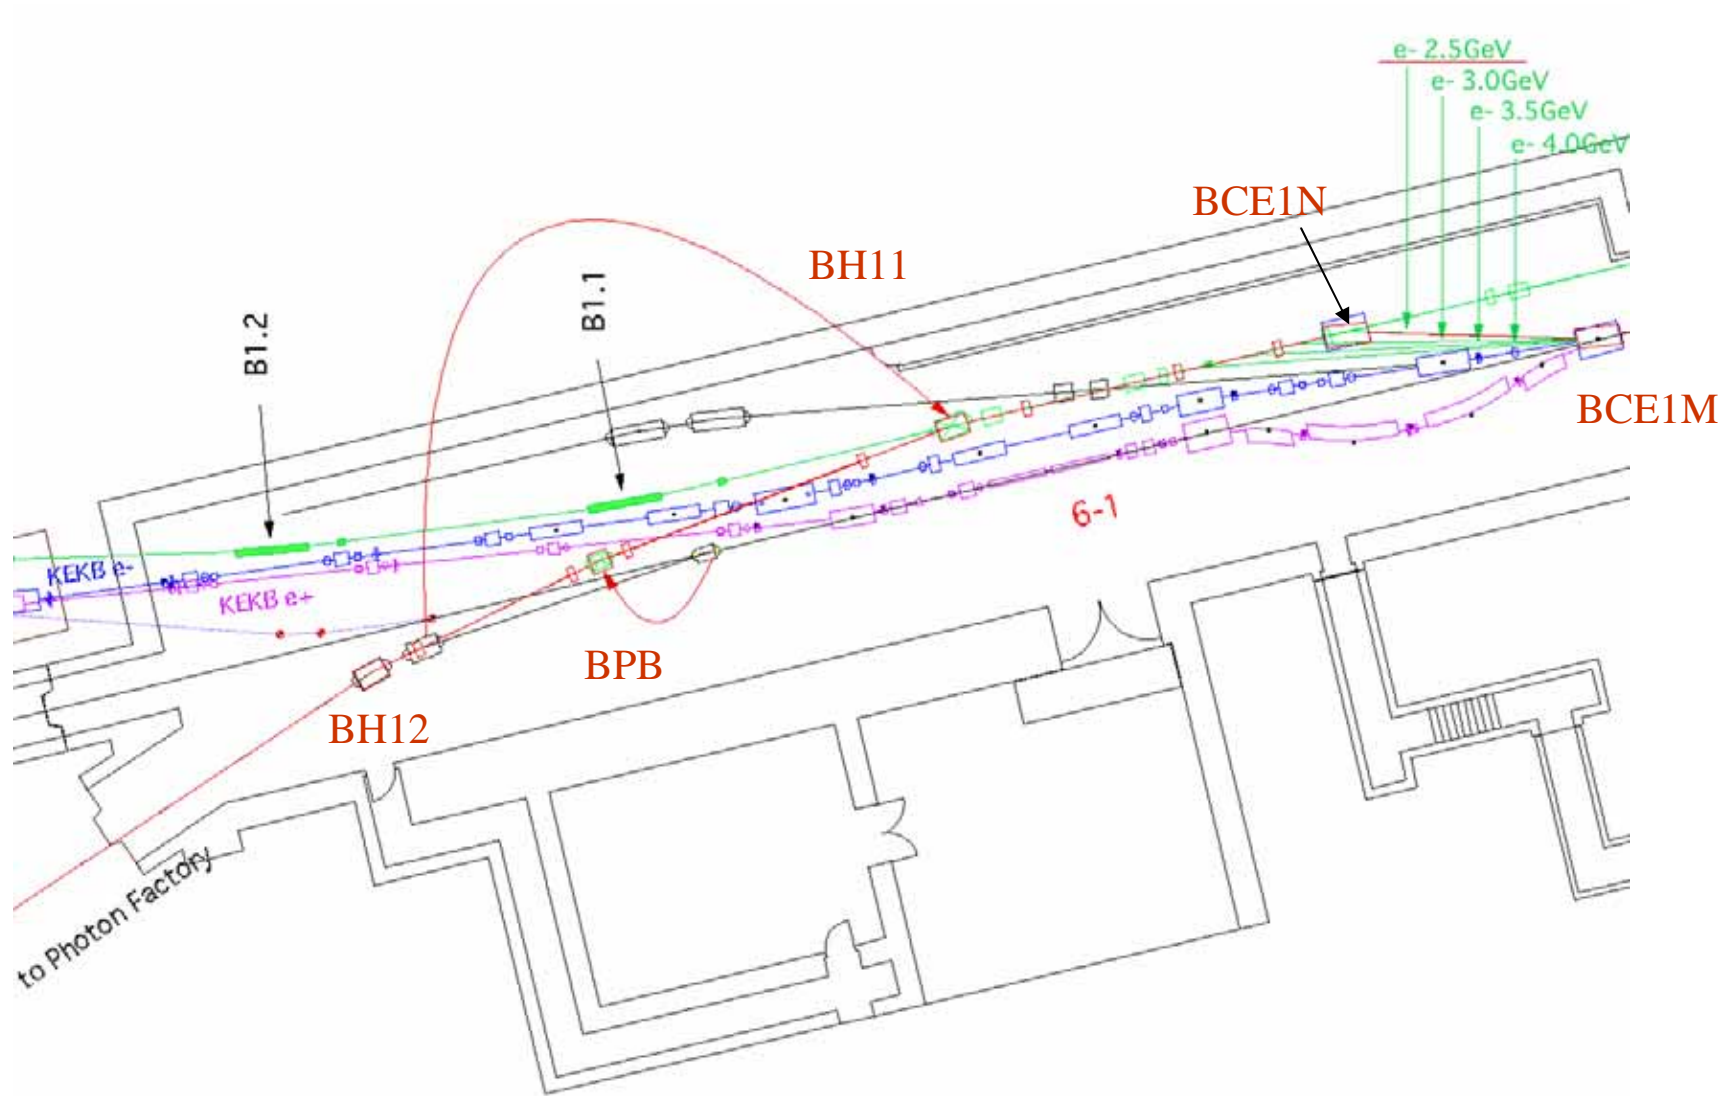 e- 2.5GeV
e- 3.0GeV
e- 3.5GeV
e- 4.0GeV
BCE1N
BH11
B1.1
B1.2
BCE1M
6-1
KEKB e-
KEKB e+
BPB
BH12
to Photon Factory